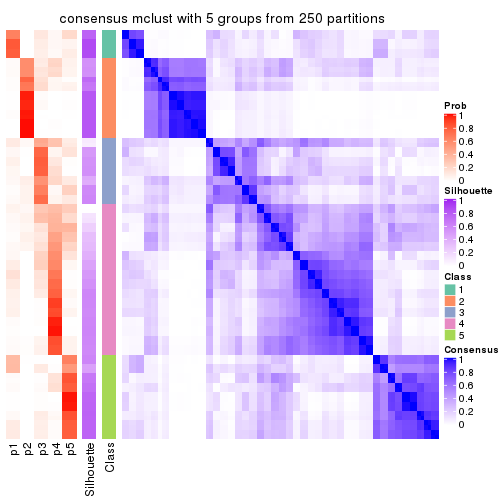 consensus mclust with 5 groups from 250 partitions
p1
p2
p3
p4
p5
Silhouette
Class
Prob
1
0.8
0.6
0.4
0.2
0
Silhouette
1
0.8
0.6
0.4
0.2
0
Class
1
2
3
4
5
Consensus
1
0.8
0.6
0.4
0.2
0